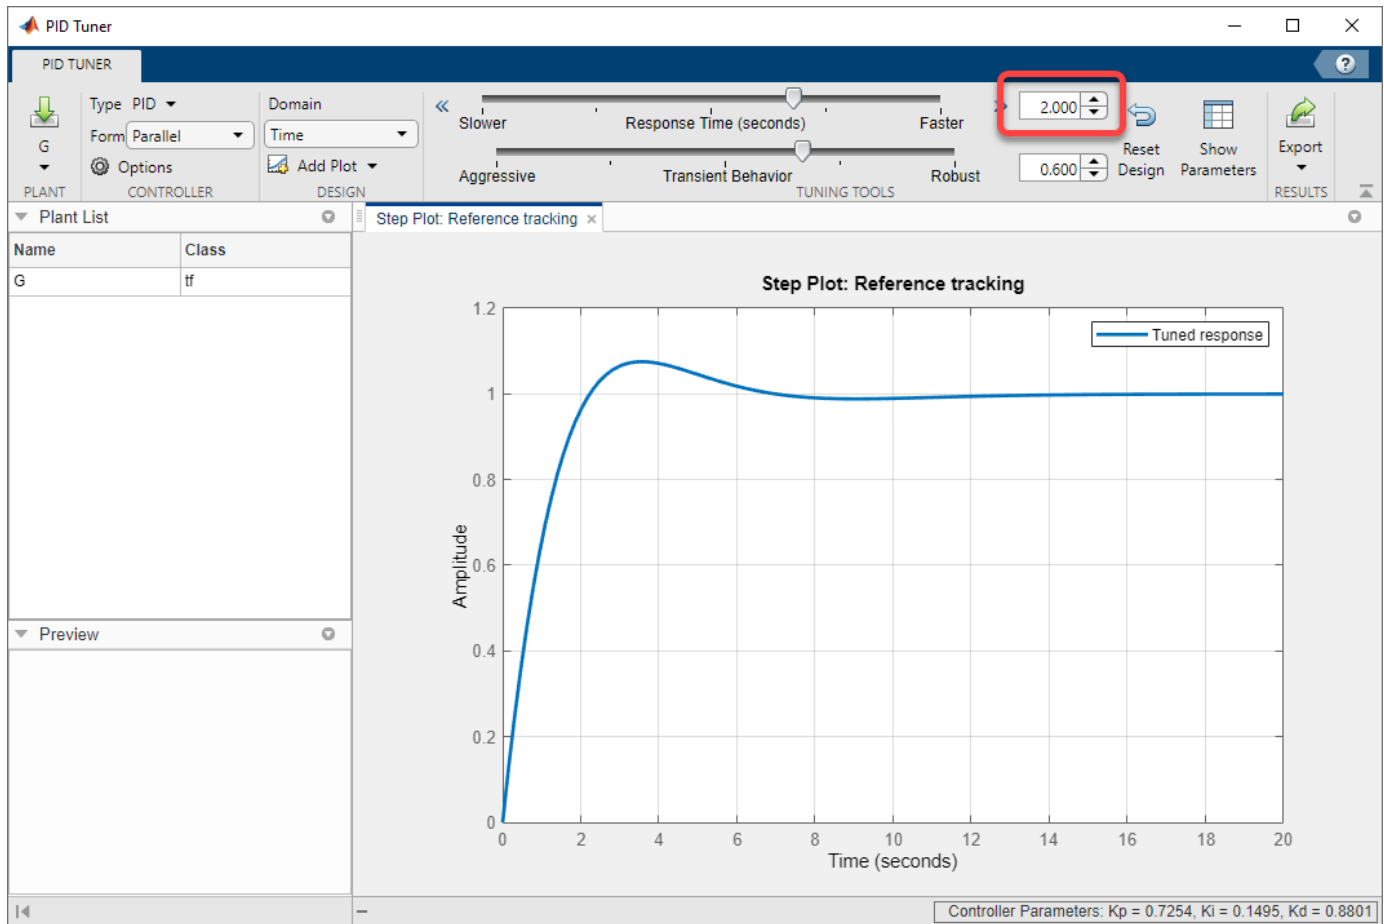 PID Tuner
PID TUNER
?
G
PLANT
Type PID
Form Parallel
Options
CONTROLLER
Domain
Time
Add Plot
DESIGN
Slower Response Time (seconds) Faster
2.000
Aggressive Transient Behavior Robust
0.600
TUNING TOOLS
Reset Design
Show Parameters
Export
RESULTS
Plant List
Name Class
G tf
Preview
Step Plot: Reference tracking
Step Plot: Reference tracking
Tuned response
Amplitude
1.2
1
0.8
0.6
0.4
0.2
0
0 2 4 6 8 10 12 14 16 18 20
Time (seconds)
Controller Parameters: Kp = 0.7254, Ki = 0.1495, Kd = 0.8801